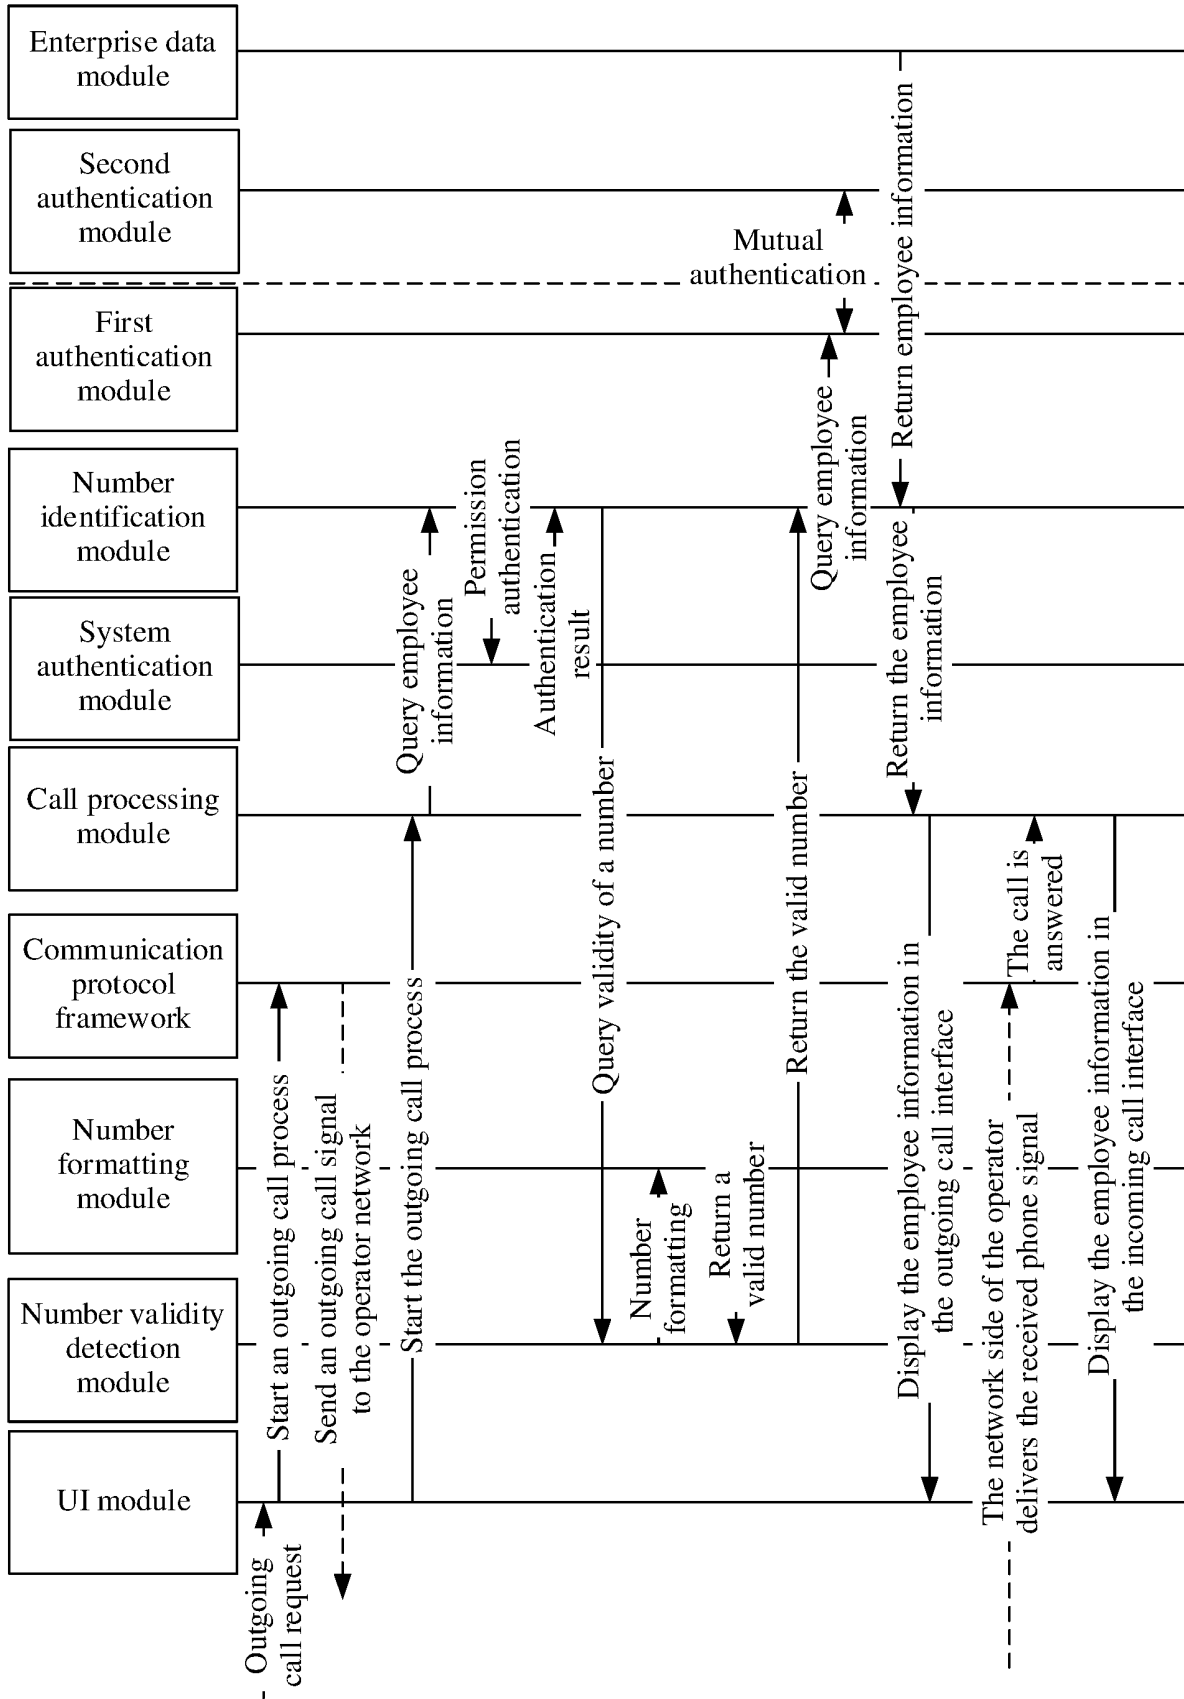 Enterprise data
module
Second
authentication
module
First
authentication
module
Number
identification
module
System
authentication
module
Call processing
module
Communication
protocol
framework
Number
formatting
module
Number validity
detection
module
UI module
Outgoing
call request
Start an outgoing call process
Send an outgoing call signal
to the operator network
Start the outgoing call process
Query employee
information
Permission
authentication
Authentication
result
Query validity of a number
Number
formatting
Return a
valid number
Return the valid number
Query employee
information
Mutual
authentication
Return employee information
Return the employee
information
Display the employee information in
the outgoing call interface
The network side of the operator
delivers the received phone signal
The call is
answered
Display the employee information in
the incoming call interface